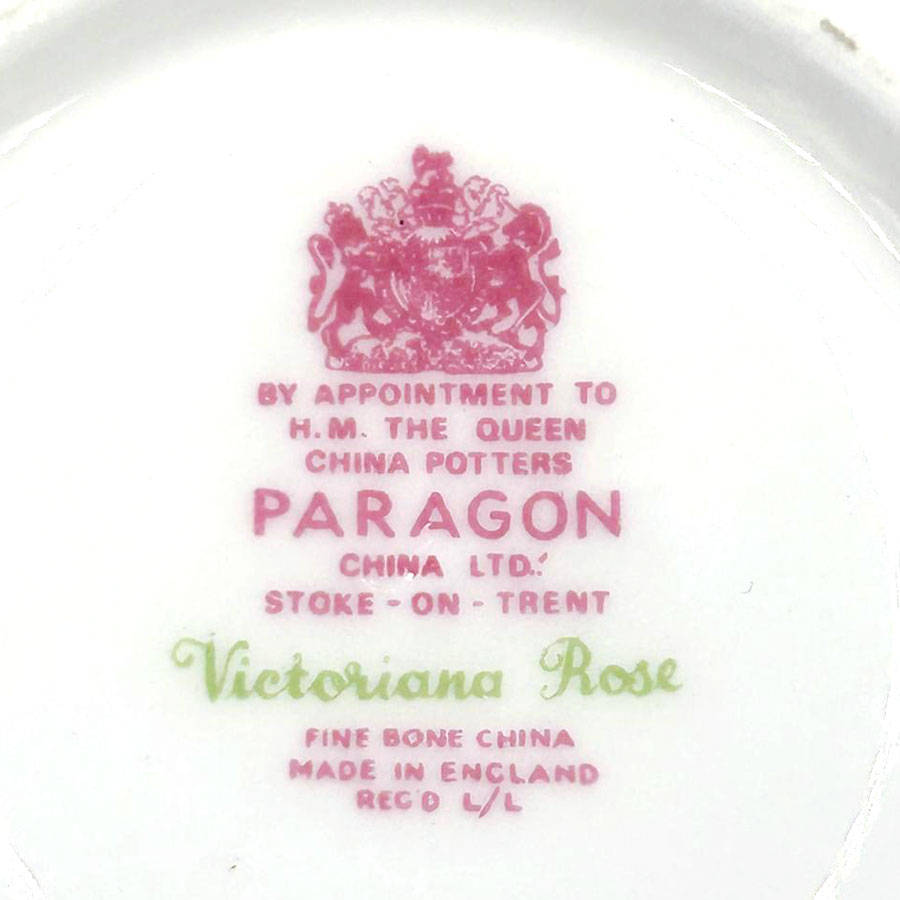 BY APPOINTMENT TO
H.M. THE QUEEN
CHINA POTTERS
PARAGON
CHINA LTD.
STOKE-ON-TRENT
Victoriana Rose
FINE BONE CHINA
MADE IN ENGLAND
REG'D L/L